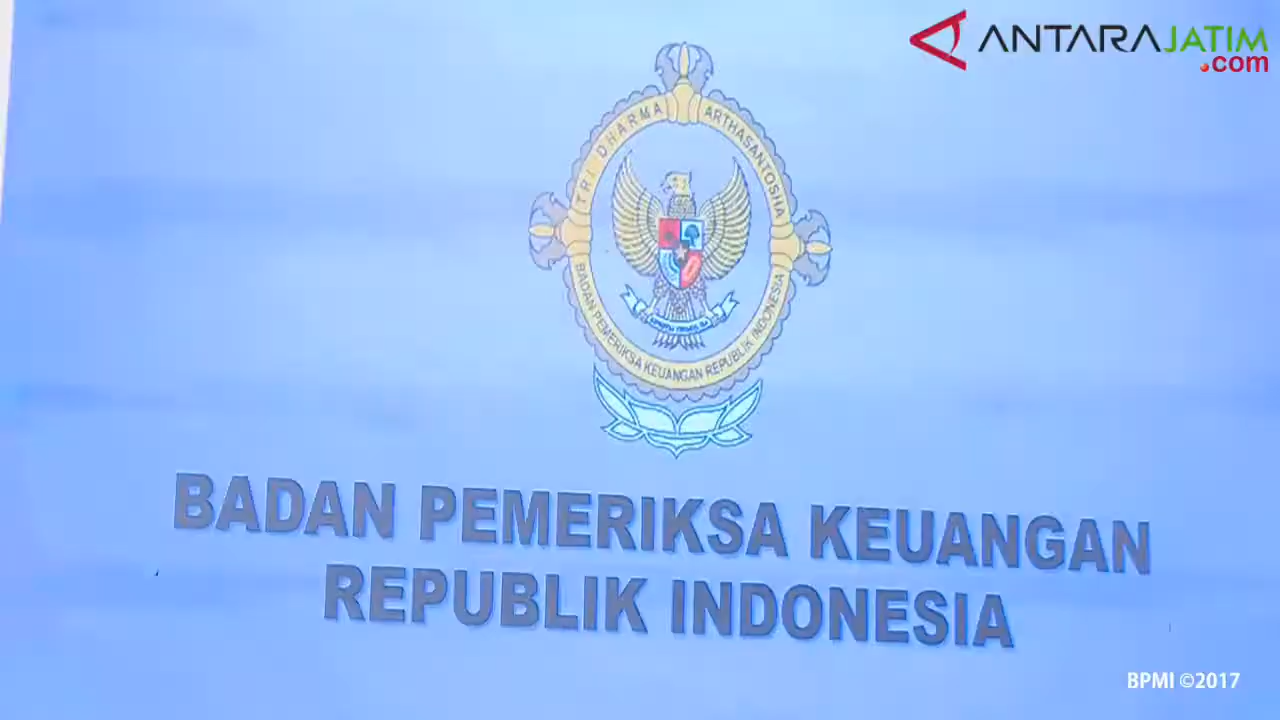 ANTARAJATIM
.com
TRI DHARMA ARTHASANTOSHA
BADAN PEMERIKSA KEUANGAN REPUBLIK INDONESIA
BADAN PEMERIKSA KEUANGAN
REPUBLIK INDONESIA
BPMI ©2017